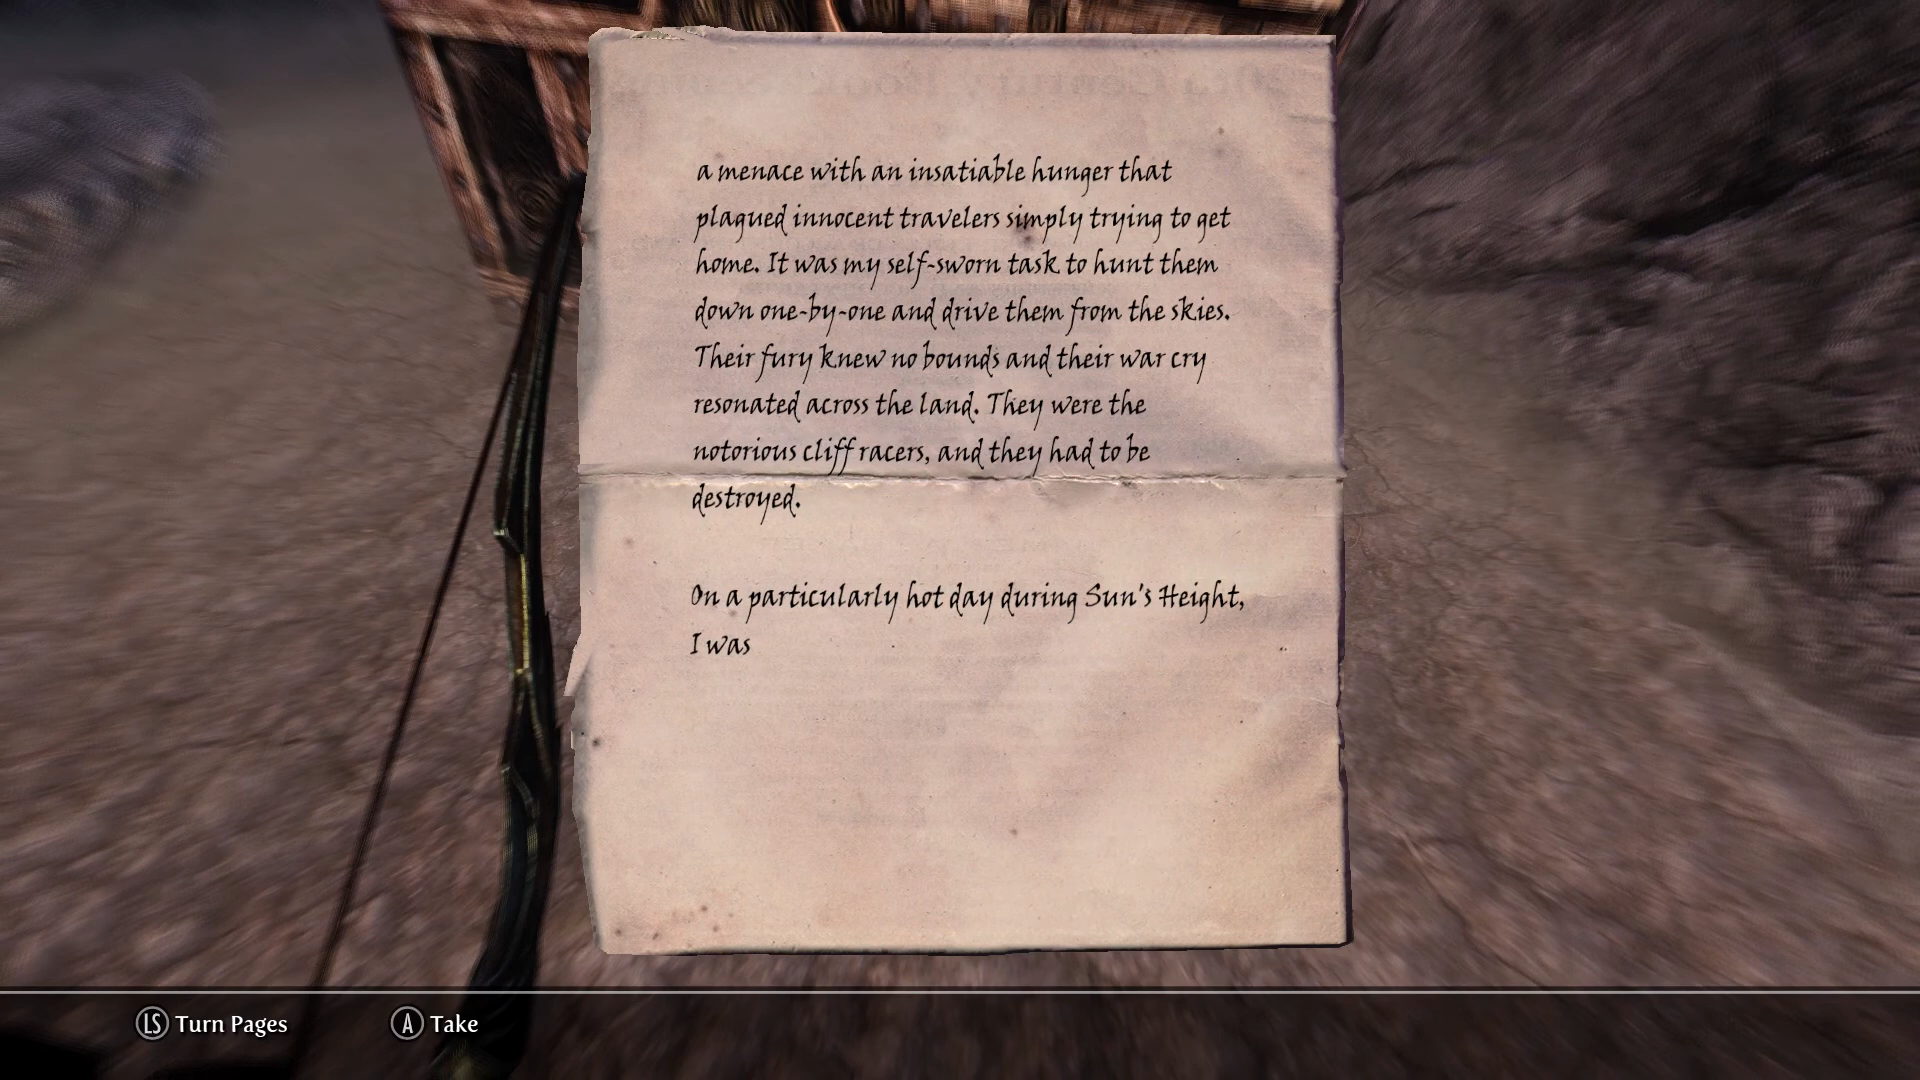 a menace with an insatiable hunger that
plagued innocent travelers simply trying to get
home. It was my self-sworn task to hunt them
down one-by-one and drive them from the skies.
Their fury knew no bounds and their war cry
resonated across the land. They were the
notorious cliff racers, and they had to be
destroyed.
On a particularly hot day during Sun's Height,
I was
LS Turn Pages
A Take